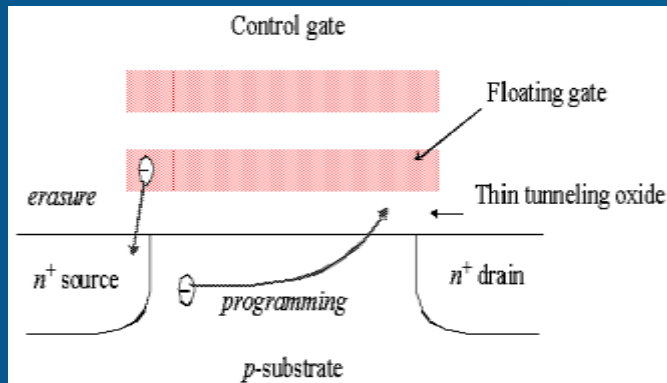 Control gate
Floating gate
−
erasure
Thin tunneling oxide
n+ source
−
programming
n+ drain
p-substrate